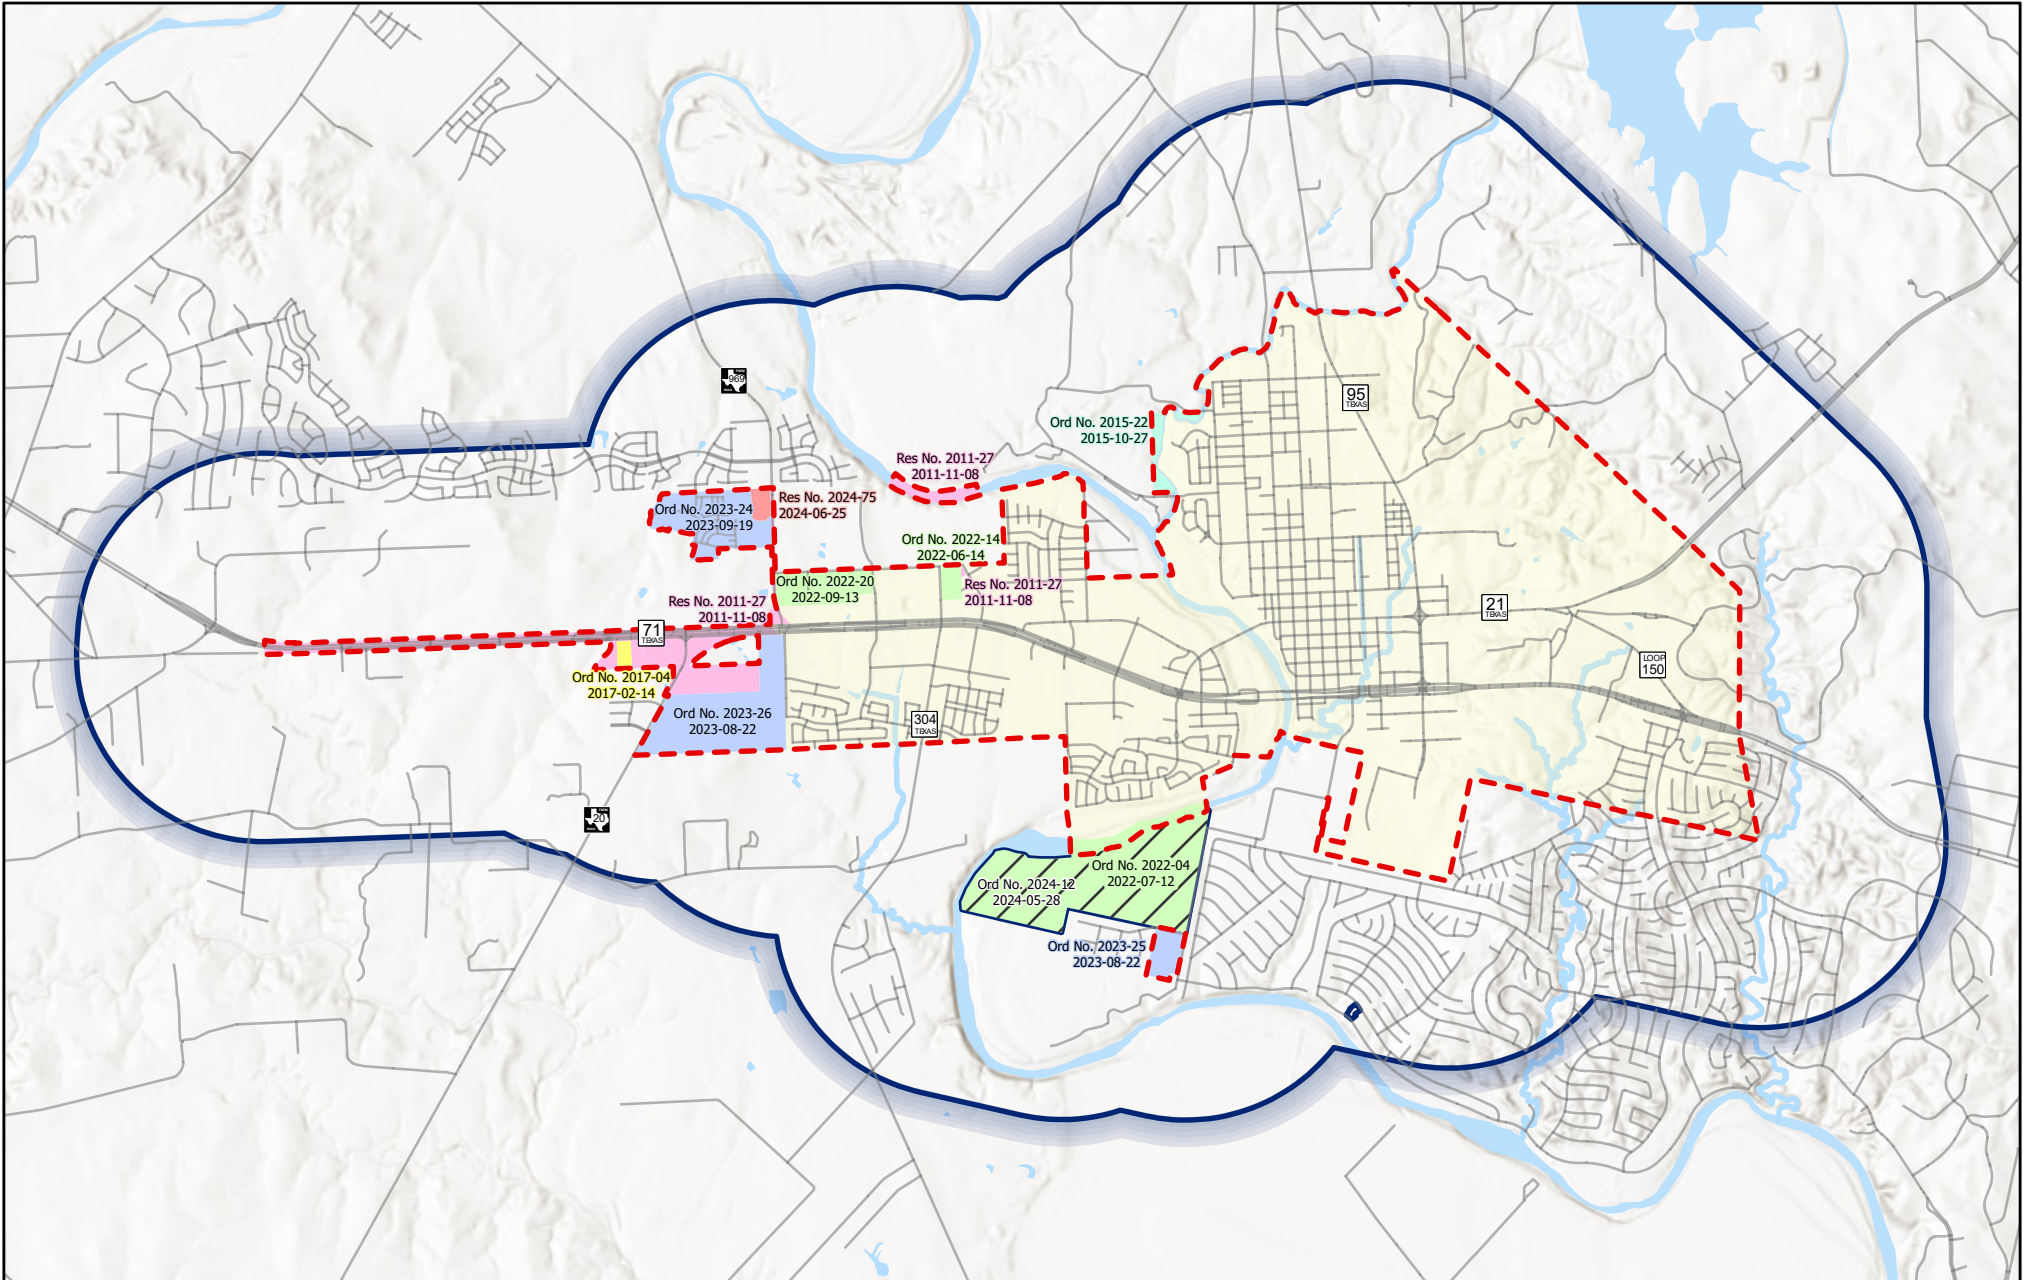 969
95
TEXAS
Ord No. 2015-22
2015-10-27
Res No. 2011-27
2011-11-08
Res No. 2024-75
2024-06-25
Ord No. 2023-24
2023-09-19
Ord No. 2022-14
2022-06-14
Ord No. 2022-20
2022-09-13
Res No. 2011-27
2011-11-08
Res No. 2011-27
2011-11-08
21
TEXAS
71
TEXAS
LOOP
150
Ord No. 2017-04
2017-02-14
Ord No. 2023-26
2023-08-22
304
TEXAS
20
Ord No. 2022-04
2022-07-12
Ord No. 2024-12
2024-05-28
Ord No. 2023-25
2023-08-22